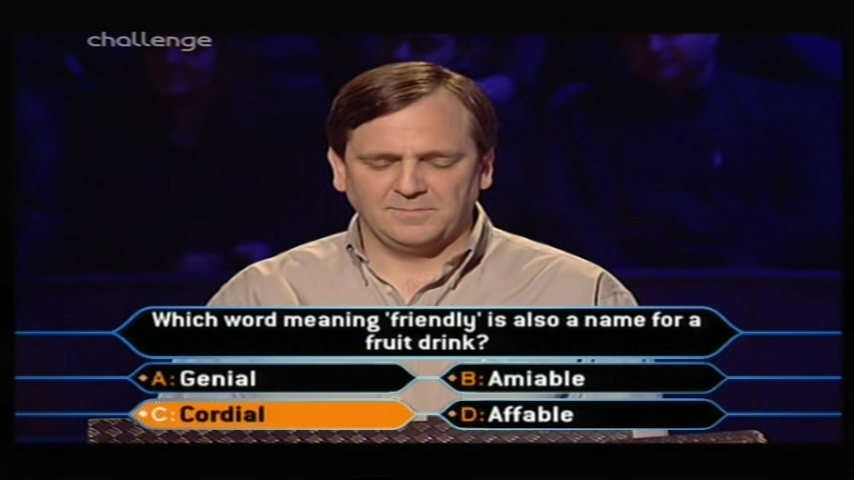 challenge
Which word meaning 'friendly' is also a name for a
fruit drink?
A: Genial
B: Amiable
C: Cordial
D: Affable